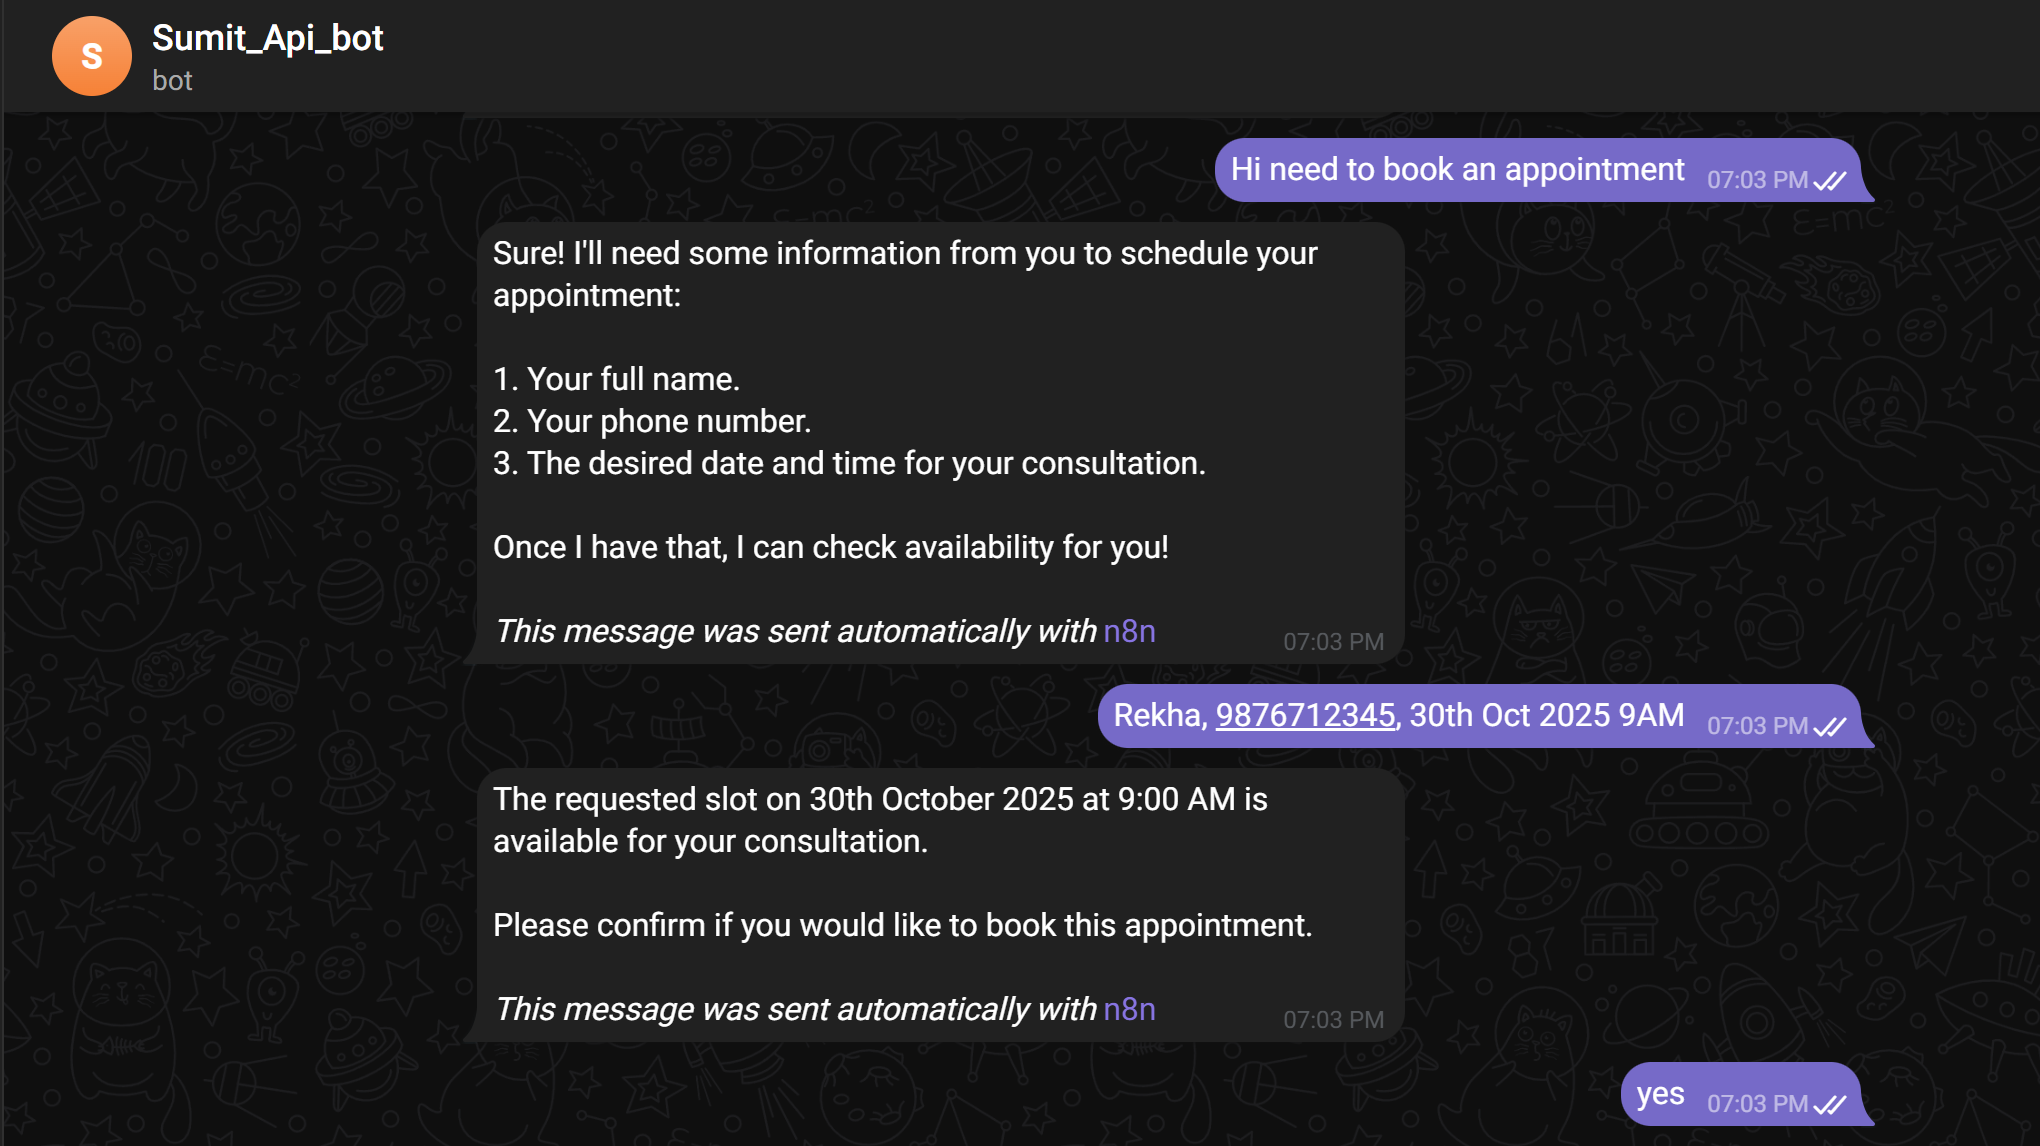 S
Sumit_Api_bot
bot
Hi need to book an appointment 07:03 PM
Sure! I'll need some information from you to schedule your
appointment:
1. Your full name.
2. Your phone number.
3. The desired date and time for your consultation.
Once I have that, I can check availability for you!
This message was sent automatically with n8n 07:03 PM
Rekha, 9876712345, 30th Oct 2025 9AM 07:03 PM
The requested slot on 30th October 2025 at 9:00 AM is
available for your consultation.
Please confirm if you would like to book this appointment.
This message was sent automatically with n8n 07:03 PM
yes 07:03 PM